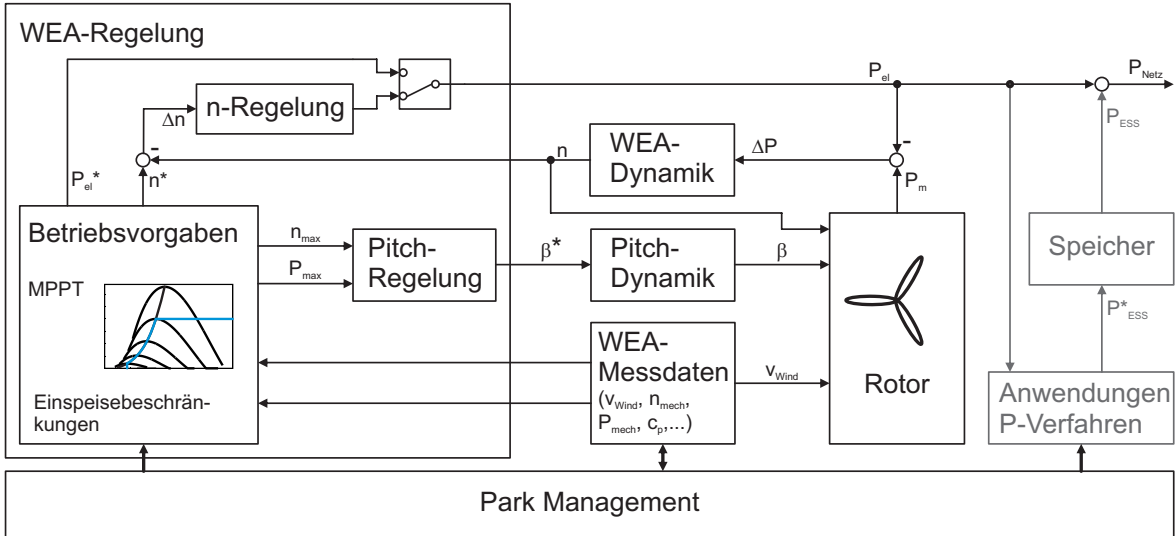 WEA-Regelung
P_el
P_Netz
n-Regelung
Δn
P_ESS
-
-
n
WEA-
Dynamik
ΔP
P_el*
n*
P_m
Betriebsvorgaben
n_max
P_max
Pitch-
Regelung
β*
Pitch-
Dynamik
β
Speicher
MPPT
P*_ESS
WEA-
Messdaten
(v_Wind, n_mech,
P_mech, c_p,...)
v_Wind
Rotor
Anwendungen
P-Verfahren
Einspeisebeschrän-
kungen
Park Management